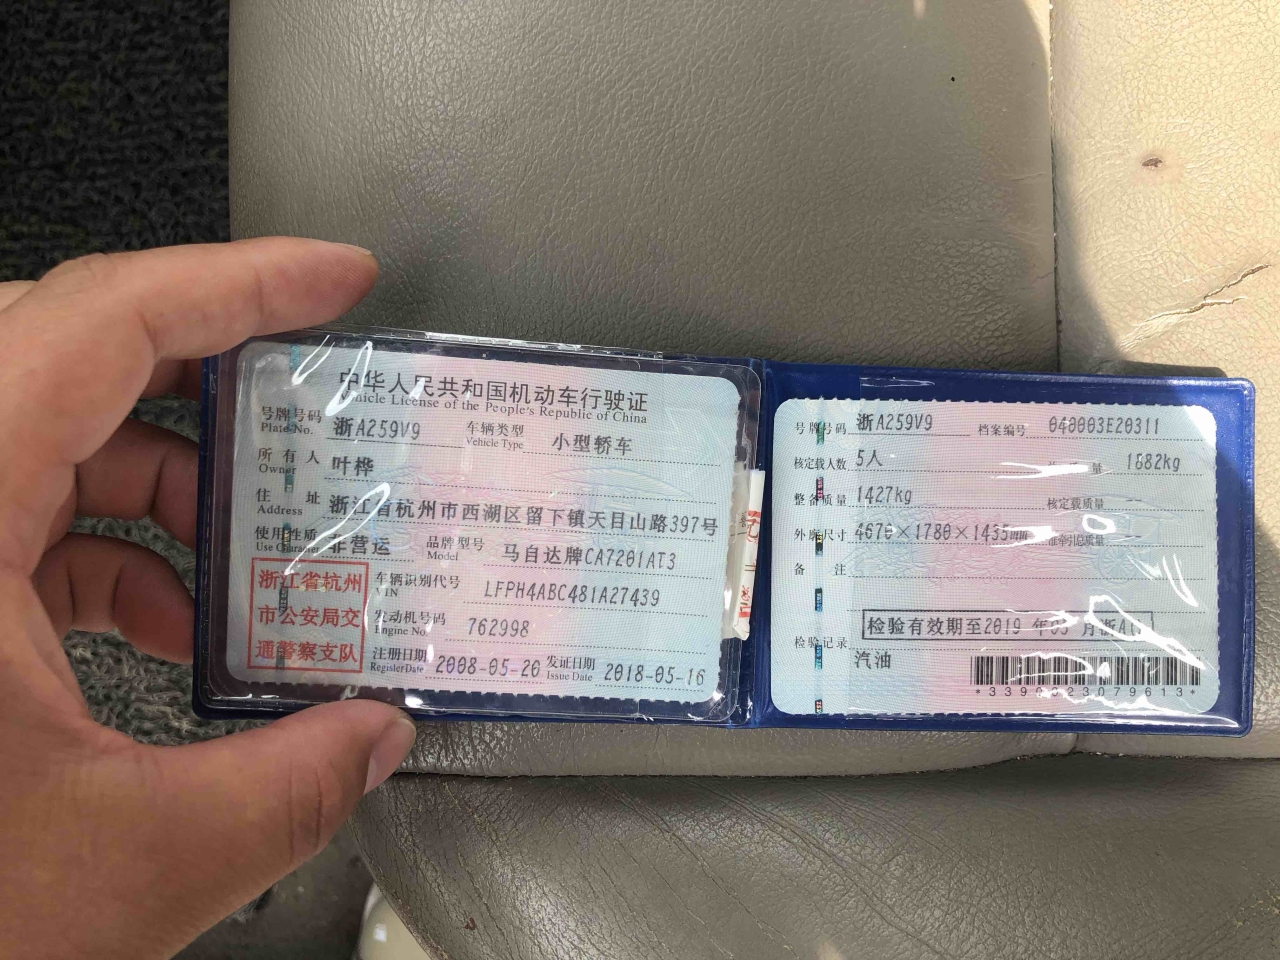 中华人民共和国机动车行驶证
Vehicle License of the People's Republic of China
号牌号码 浙A259V9 车辆类型 小型轿车
Plate No. Vehicle Type
所有人 叶桦
Owner
住址 浙江省杭州市西湖区留下镇天目山路397号
Address
使用性质 非营运 品牌型号 马自达牌CA7201AT3
Use Character Model
浙江省杭州
市公安局交
通警察支队
车辆识别代号 LFPH4ABC481A27439
VIN
发动机号码 762998
Engine No.
注册日期 2008-05-20 发证日期 2018-05-16
Register Date Issue Date
号牌号码 浙A259V9 档案编号 040003E20311
核定载人数 5人 总质量 1882kg
整备质量 1427kg 核定载质量 --
外廓尺寸 4670×1780×1435mm 准牵引总质量 --
备注
检验记录 检验有效期至2019年05月浙A
汽油